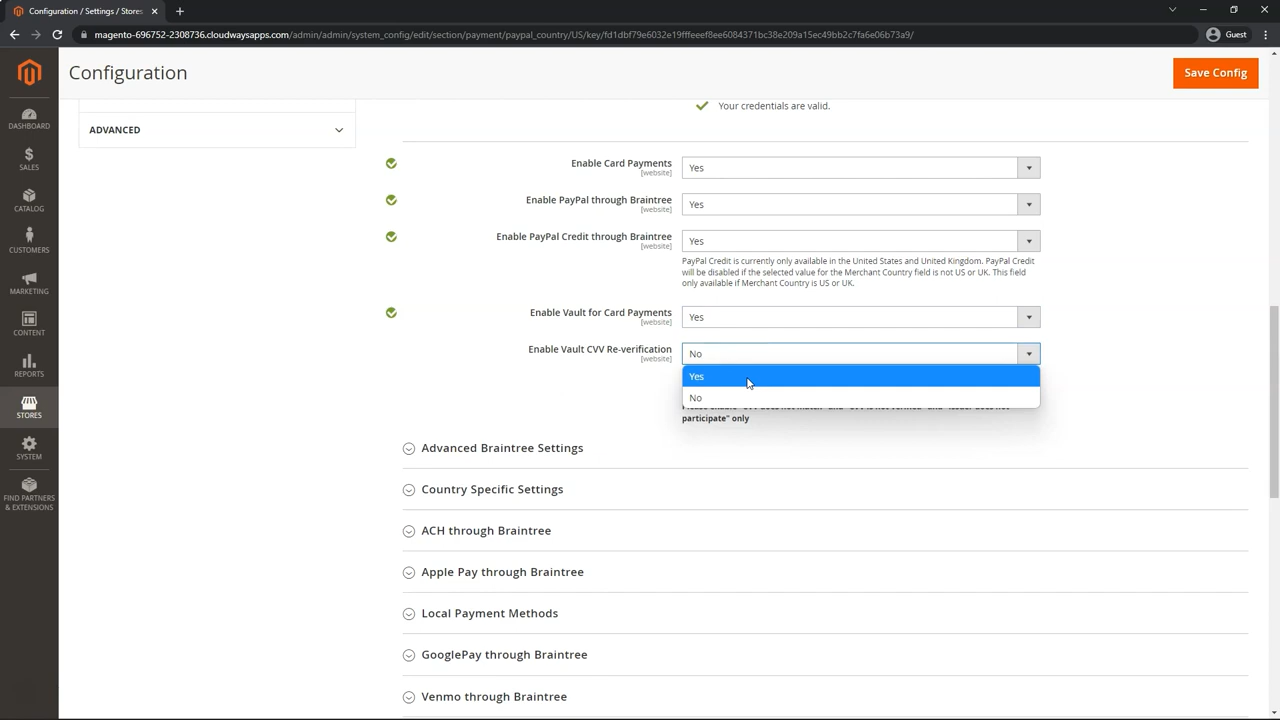 Configuration / Settings / Stores
Guest
magento-696752-2308736.cloudwaysapps.com/admin/admin/system_config/edit/section/payment/paypal_country/US/key/fd1dbf79e6032e19fffeeef8ee6084371bc38e209a15ec49bb2c7fa6e06b73a9/
Configuration
Save Config
DASHBOARD
SALES
CATALOG
CUSTOMERS
MARKETING
CONTENT
REPORTS
STORES
SYSTEM
FIND PARTNERS
& EXTENSIONS
ADVANCED
Your credentials are valid.
Enable Card Payments
[website]
Yes
Enable PayPal through Braintree
[website]
Yes
Enable PayPal Credit through Braintree
[website]
Yes
PayPal Credit is currently only available in the United States and United Kingdom. PayPal Credit
will be disabled if the selected value for the Merchant Country field is not US or UK. This field
only available if Merchant Country is US or UK.
Enable Vault for Card Payments
[website]
Yes
Enable Vault CVV Re-verification
[website]
No
Yes
No
participate" only
Advanced Braintree Settings
Country Specific Settings
ACH through Braintree
Apple Pay through Braintree
Local Payment Methods
GooglePay through Braintree
Venmo through Braintree